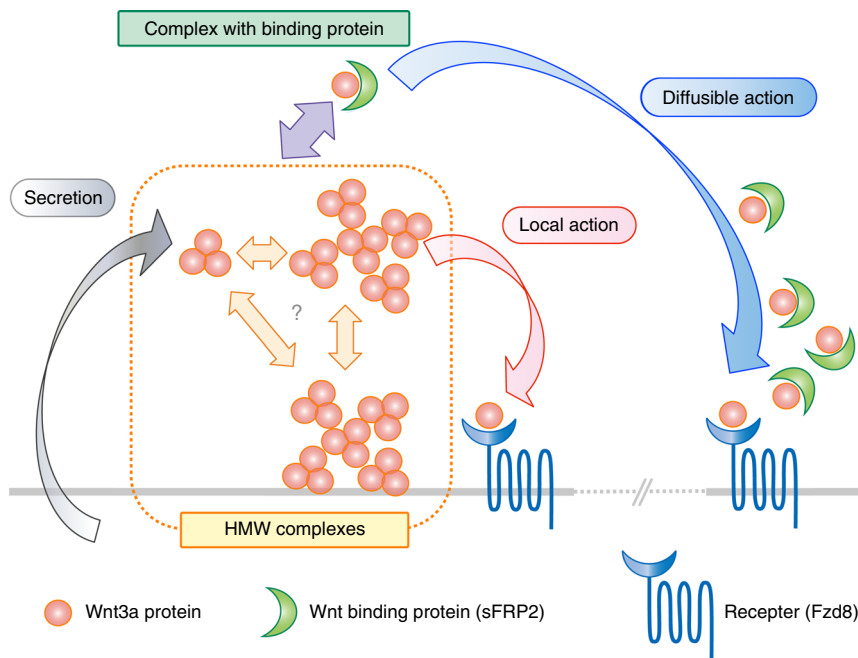 Complex with binding protein
Diffusible action
Secretion
Local action
?
HMW complexes
Wnt3a protein
Wnt binding protein (sFRP2)
Recepter (Fzd8)